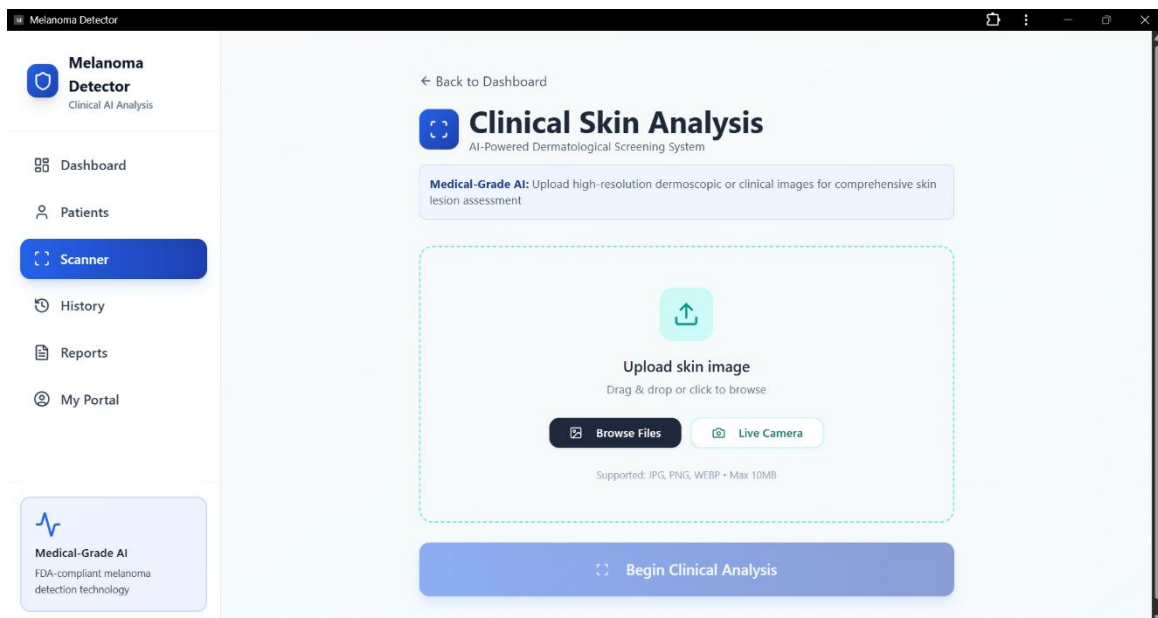 Melanoma Detector
Melanoma
Detector
Clinical AI Analysis
Dashboard
Patients
Scanner
History
Reports
My Portal
Medical-Grade AI
FDA-compliant melanoma
detection technology
← Back to Dashboard
Clinical Skin Analysis
AI-Powered Dermatological Screening System
Medical-Grade AI: Upload high-resolution dermoscopic or clinical images for comprehensive skin
lesion assessment
Upload skin image
Drag & drop or click to browse
Browse Files
Live Camera
Supported: JPG, PNG, WEBP • Max 10MB
Begin Clinical Analysis